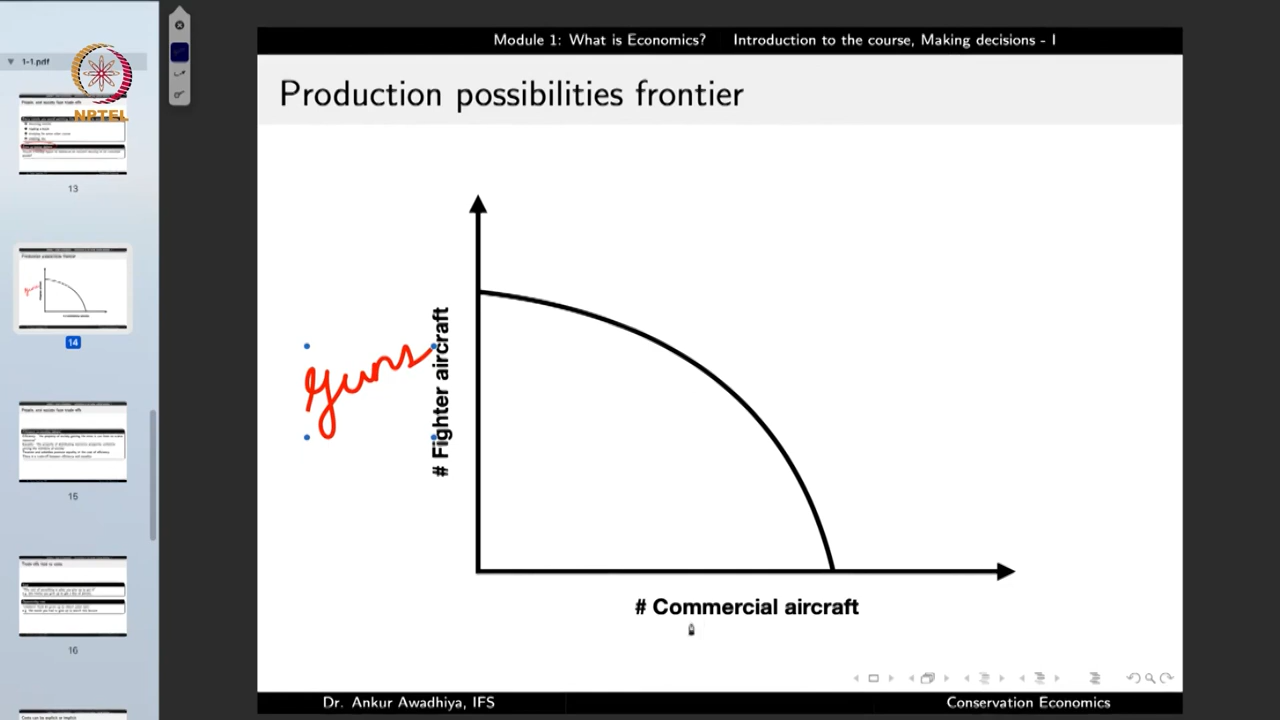 1-1.pdf
NPTEL
13
14
15
16
Module 1: What is Economics? Introduction to the course, Making decisions - I
Production possibilities frontier
guns
# Fighter aircraft
# Commercial aircraft
Dr. Ankur Awadhiya, IFS
Conservation Economics